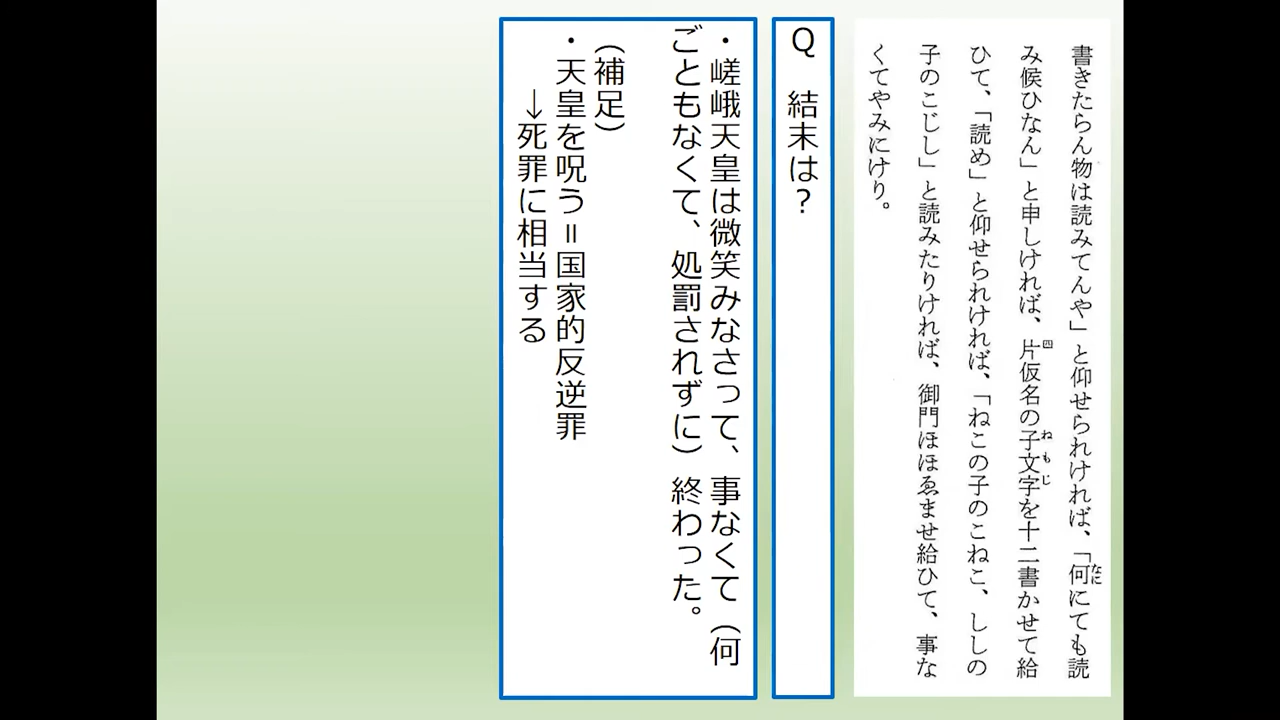 書きたらん物は読みてんや」と仰せられければ、「何にても読
なに
み候ひなん」と申しければ、片仮名の子文字を十二書かせて給
四
ねもじ
ひて、「読め」と仰せられければ、「ねこの子のこねこ、ししの
子のこじし」と読みたりければ、御門ほほゑませ給ひて、事な
くてやみにけり。
Q 結末は？
・嵯峨天皇は微笑みなさって、事なくて（何
ごともなくて、処罰されずに）終わった。
（補足）
・天皇を呪う＝国家的反逆罪
→死罪に相当する